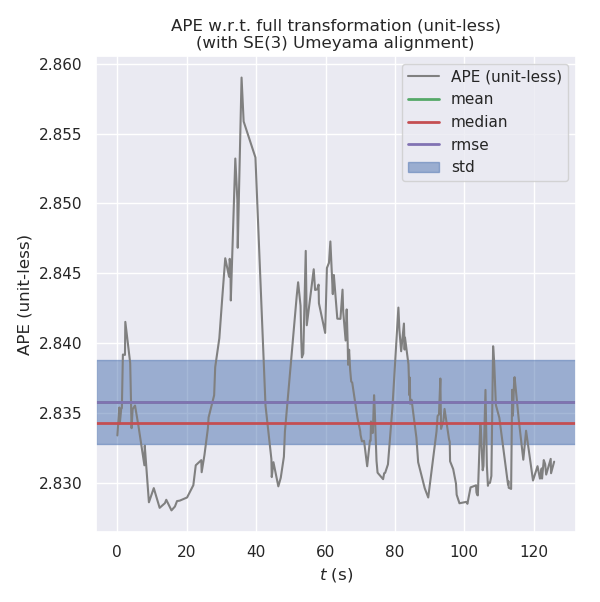 APE w.r.t. full transformation (unit-less)
(with SE(3) Umeyama alignment)
APE (unit-less)
mean
median
rmse
std
APE (unit-less)
2.860
2.855
2.850
2.845
2.840
2.835
2.830
0 20 40 60 80 100 120
t (s)